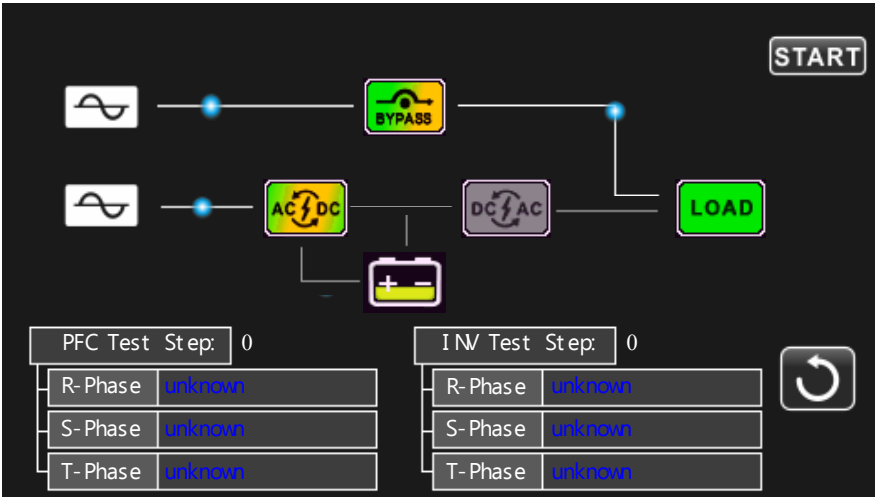 START
BYPASS
AC DC
DC AC
LOAD
PFC Test Step: 0
R-Phase unknown
S-Phase unknown
T-Phase unknown
INV Test Step: 0
R-Phase unknown
S-Phase unknown
T-Phase unknown